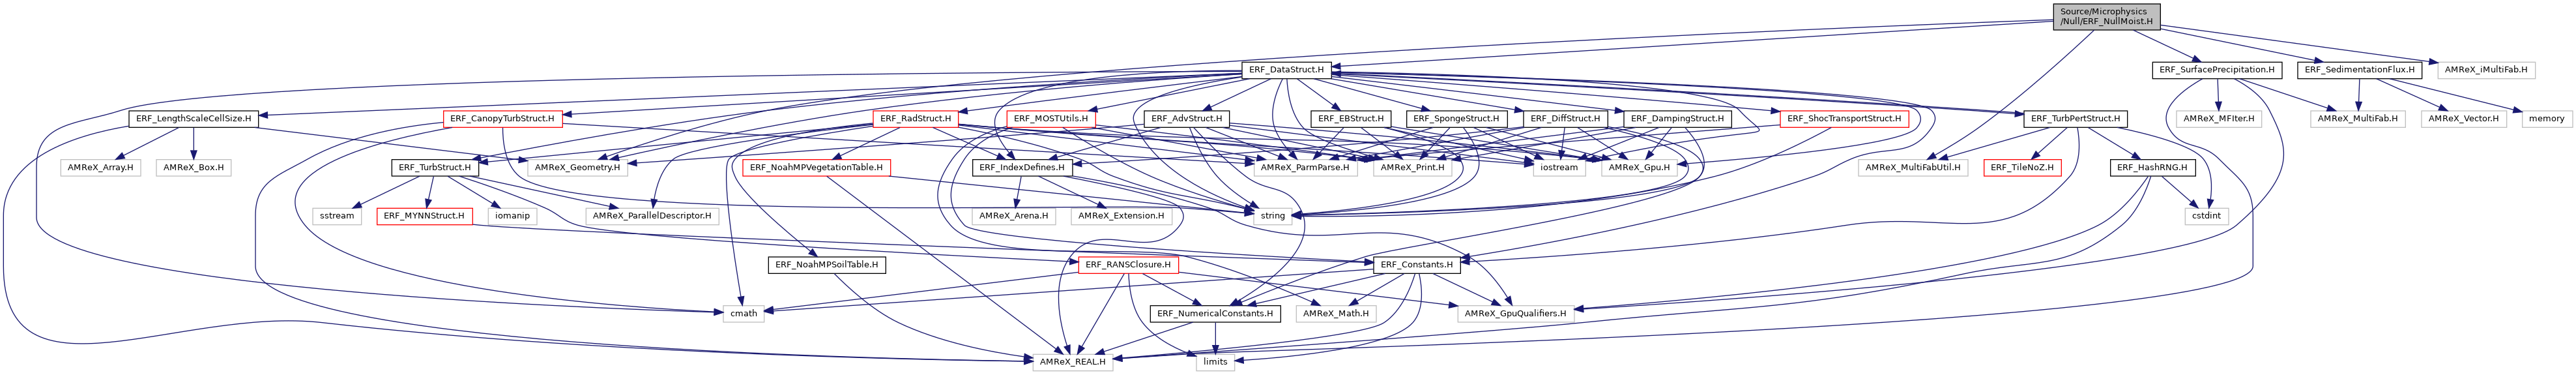 Source/Microphysics
/Null/ERF_NullMoist.H
ERF_DataStruct.H
ERF_SurfacePrecipitation.H
ERF_SedimentationFlux.H
AMReX_iMultiFab.H
ERF_LengthScaleCellSize.H
ERF_CanopyTurbStruct.H
ERF_RadStruct.H
ERF_MOSTUtils.H
ERF_AdvStruct.H
ERF_EBStruct.H
ERF_SpongeStruct.H
ERF_DiffStruct.H
ERF_DampingStruct.H
ERF_ShocTransportStruct.H
ERF_TurbPertStruct.H
AMReX_MFIter.H
AMReX_MultiFab.H
AMReX_Vector.H
memory
AMReX_Array.H
AMReX_Box.H
ERF_TurbStruct.H
AMReX_Geometry.H
ERF_NoahMPVegetationTable.H
ERF_IndexDefines.H
AMReX_ParmParse.H
AMReX_Print.H
iostream
AMReX_Gpu.H
AMReX_MultiFabUtil.H
ERF_TileNoZ.H
ERF_HashRNG.H
sstream
ERF_MYNNStruct.H
iomanip
AMReX_ParallelDescriptor.H
AMReX_Arena.H
AMReX_Extension.H
string
cstdint
ERF_NoahMPSoilTable.H
ERF_RANSClosure.H
ERF_Constants.H
cmath
ERF_NumericalConstants.H
AMReX_Math.H
AMReX_GpuQualifiers.H
AMReX_REAL.H
limits